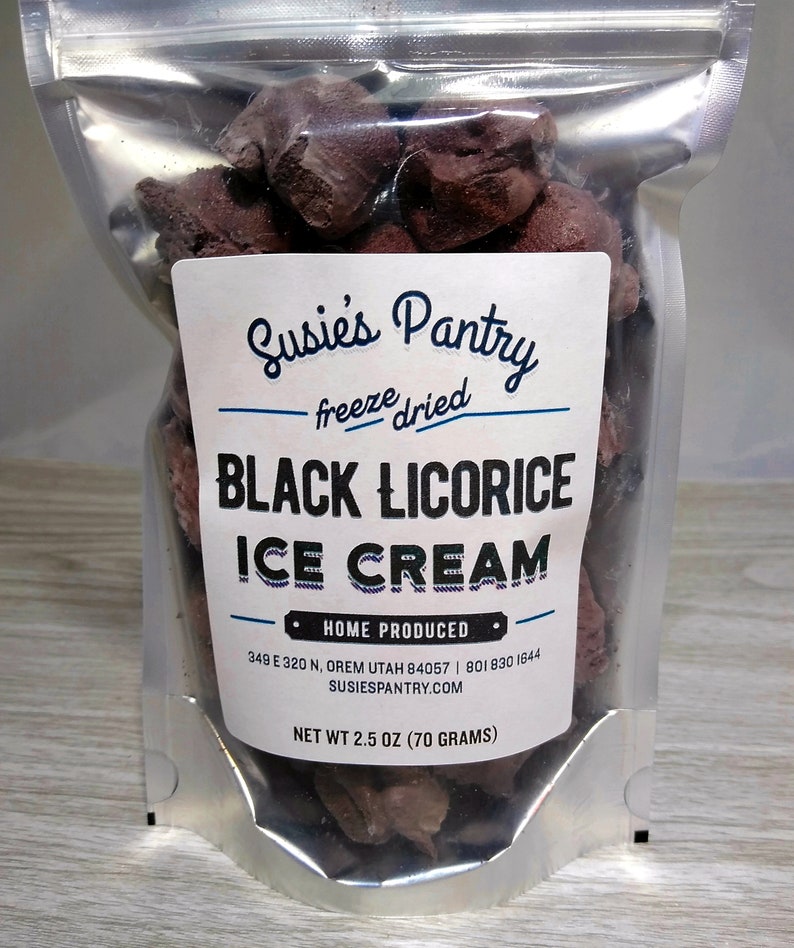 Susie's Pantry
freeze dried
BLACK LICORICE
ICE CREAM
HOME PRODUCED
349 E 320 N, OREM UTAH 84057 | 801 830 1644
SUSIESPANTRY.COM
NET WT 2.5 OZ (70 GRAMS)